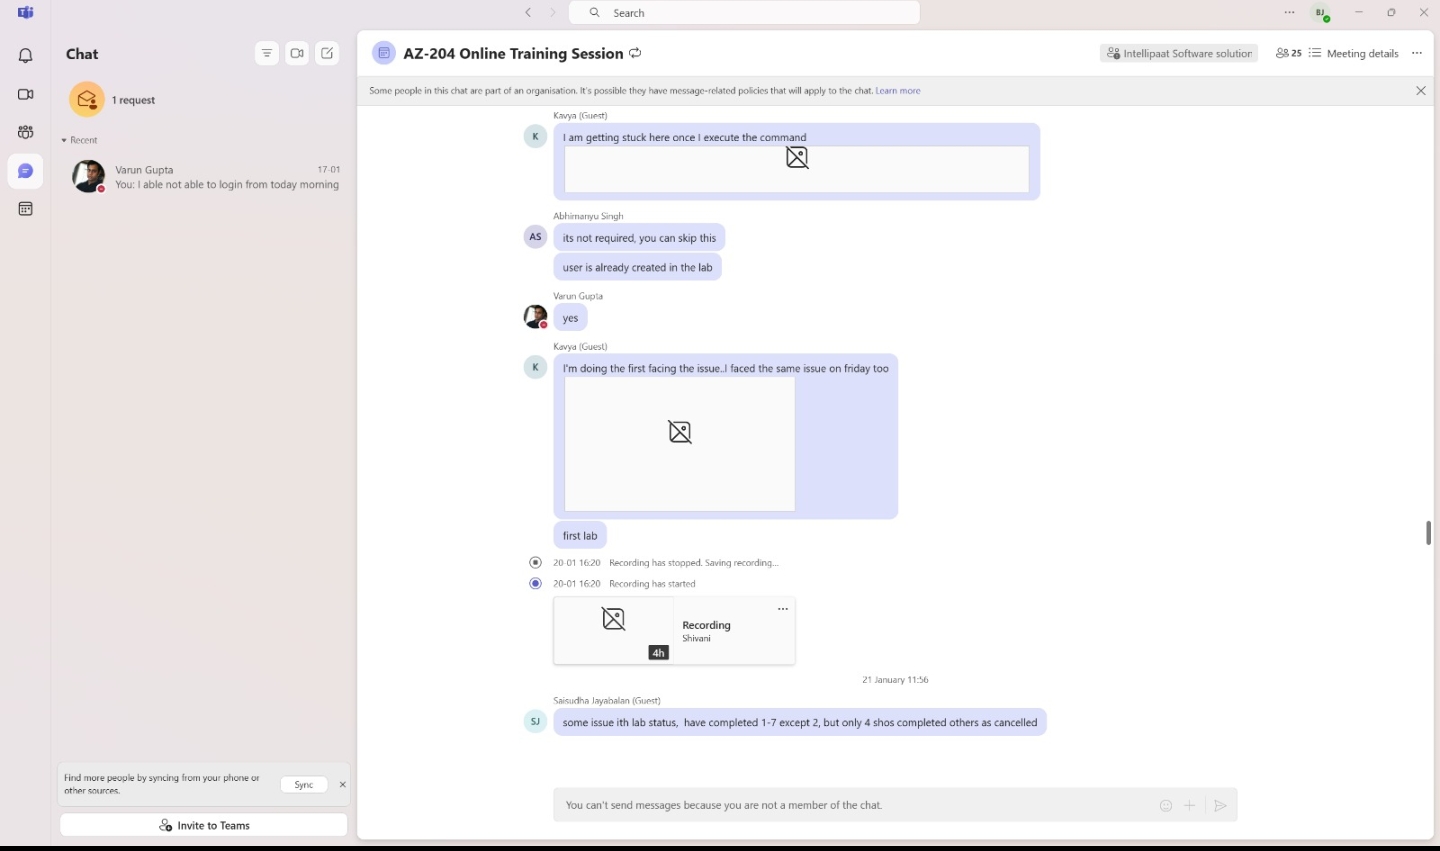 Search
BJ
Chat
AZ-204 Online Training Session
Intellipaat Software solution
25
Meeting details
1 request
Some people in this chat are part of an organisation. It's possible they have message-related policies that will apply to the chat. Learn more
Recent
Varun Gupta
17-01
You: I able not able to login from today morning
Kavya (Guest)
K
I am getting stuck here once I execute the command
Abhimanyu Singh
AS
its not required, you can skip this
user is already created in the lab
Varun Gupta
yes
Kavya (Guest)
K
I'm doing the first facing the issue..I faced the same issue on friday too
first lab
20-01 16:20 Recording has stopped. Saving recording...
20-01 16:20 Recording has started
Recording
Shivani
4h
21 January 11:56
Saisudha Jayabalan (Guest)
SJ
some issue ith lab status, have completed 1-7 except 2, but only 4 shos completed others as cancelled
Find more people by syncing from your phone or
other sources.
Sync
You can't send messages because you are not a member of the chat.
Invite to Teams